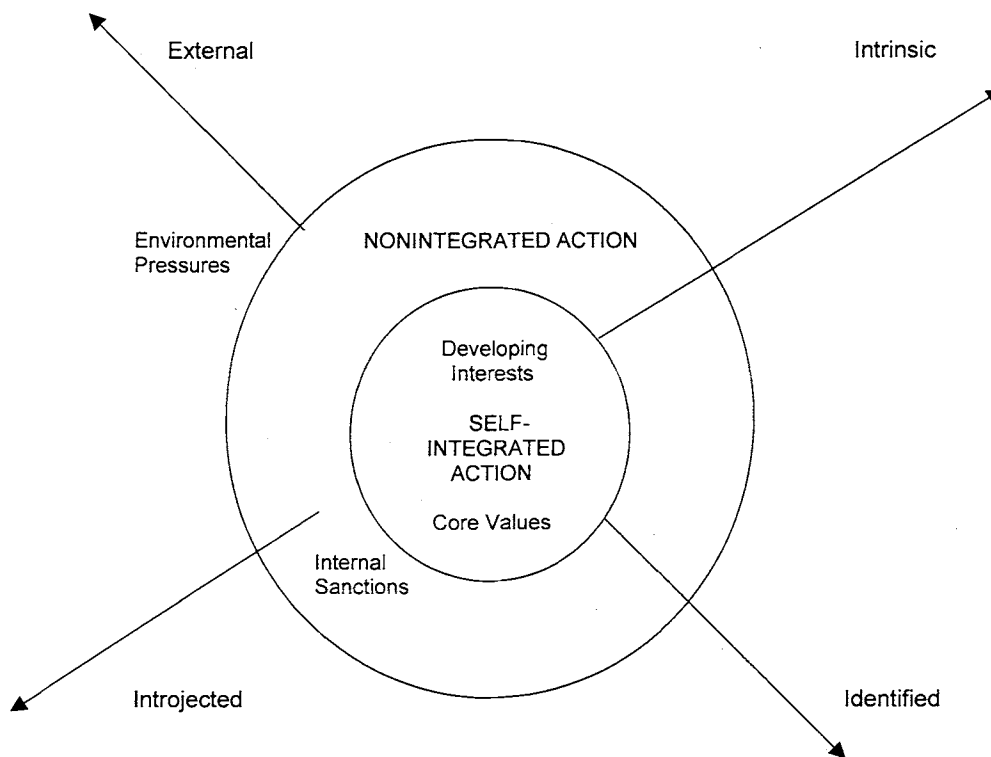 External
Intrinsic
Environmental
Pressures
NONINTEGRATED ACTION
Developing
Interests
SELF-
INTEGRATED
ACTION
Core Values
Internal
Sanctions
Introjected
Identified